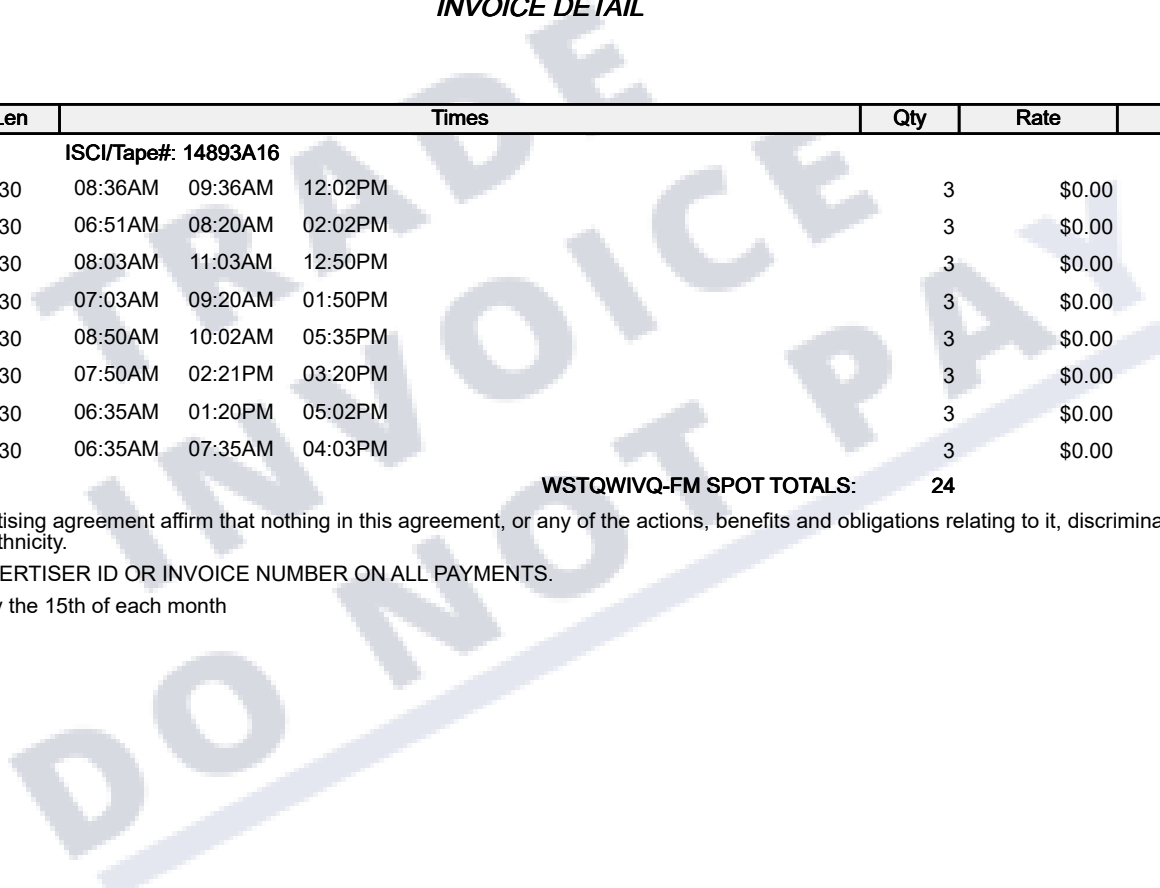 INVOICE DETAIL
Len Times Qty Rate
ISCI/Tape#: 14893A16
30 08:36AM 09:36AM 12:02PM 3 $0.00
30 06:51AM 08:20AM 02:02PM 3 $0.00
30 08:03AM 11:03AM 12:50PM 3 $0.00
30 07:03AM 09:20AM 01:50PM 3 $0.00
30 08:50AM 10:02AM 05:35PM 3 $0.00
30 07:50AM 02:21PM 03:20PM 3 $0.00
30 06:35AM 01:20PM 05:02PM 3 $0.00
30 06:35AM 07:35AM 04:03PM 3 $0.00
WSTQWIVQ-FM SPOT TOTALS: 24
tising agreement affirm that nothing in this agreement, or any of the actions, benefits and obligations relating to it, discrimina
thnicity.
ERTISER ID OR INVOICE NUMBER ON ALL PAYMENTS.
the 15th of each month
TRADE
INVOICE
DO NOT PAY